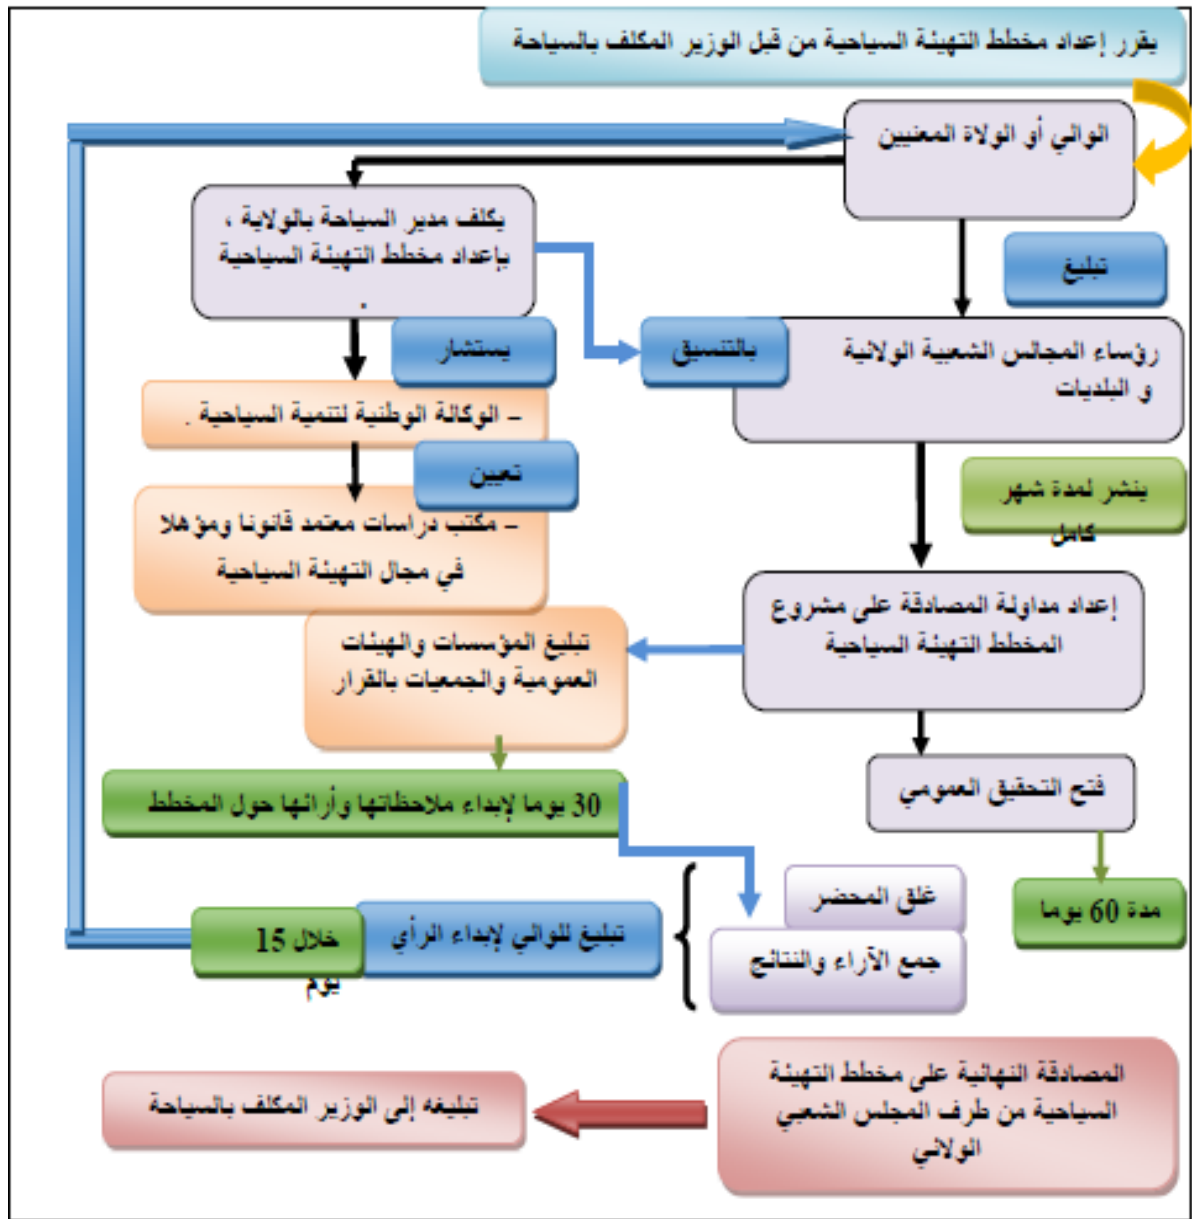 يقرر إعداد مخطط التهيئة السياحية من قبل الوزير المكلف بالسياحة
الوالي أو الولاة المعنيين
يكلف مدير السياحة بالولاية ،
بإعداد مخطط التهيئة السياحية
.
تبليغ
يستشار
بالتنسيق
رؤساء المجالس الشعبية الولائية
و البلديات
– الوكالة الوطنية لتنمية السياحية .
تعيين
ينشر لمدة شهر
كامل
– مكتب دراسات معتمد قانونا ومؤهلا
في مجال التهيئة السياحية
إعداد مداولة المصادقة على مشروع
المخطط التهيئة السياحية
تبليغ المؤسسات والهيئات
العمومية والجمعيات بالقرار
فتح التحقيق العمومي
30 يوما لإبداء ملاحظاتها وأرائها حول المخطط
مدة 60 يوما
غلق المحضر
جمع الآراء والنتائج
تبليغ للوالي لإبداء الرأي
خلال 15
يوم
المصادقة النهائية على مخطط التهيئة
السياحية من طرف المجلس الشعبي
الولائي
تبليغه إلى الوزير المكلف بالسياحة